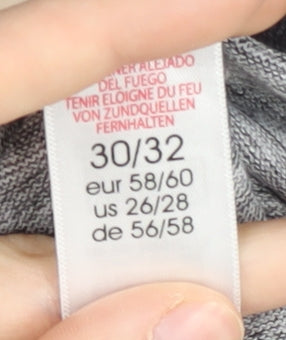 ALEJADO
DEL FUEGO
TENIR ELOIGNE DU FEU
VON ZUNDQUELLEN
FERNHALTEN
30/32
eur 58/60
us 26/28
de 56/58